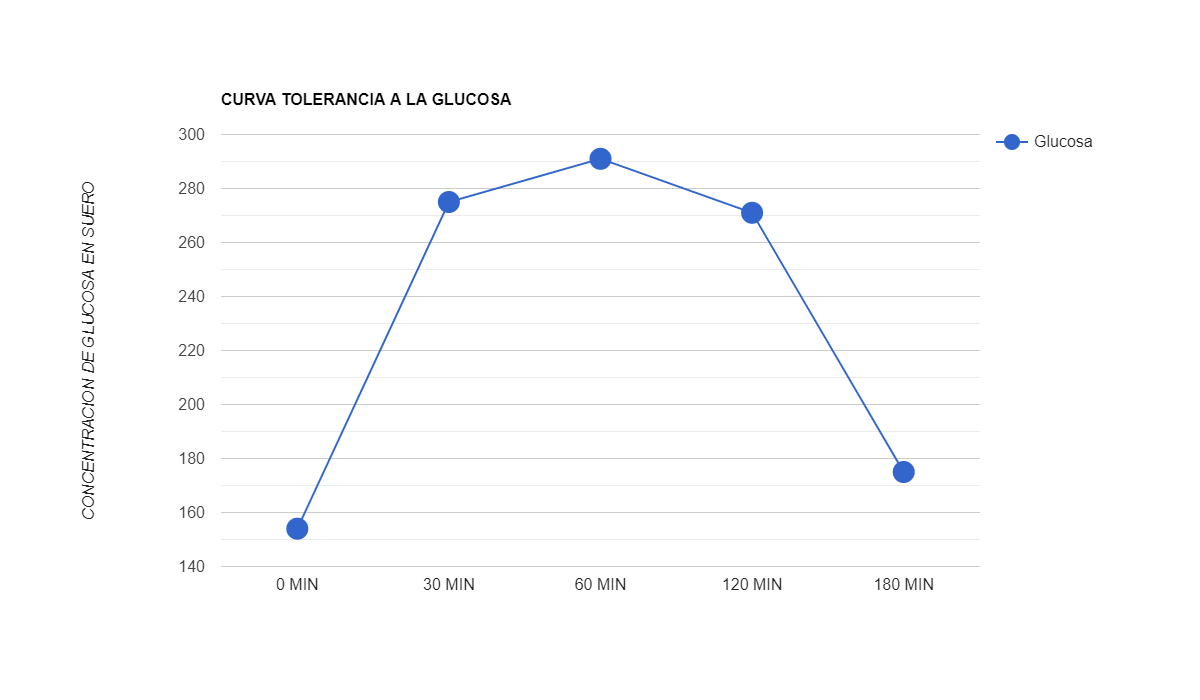 CURVA TOLERANCIA A LA GLUCOSA
Glucosa
CONCENTRACION DE GLUCOSA EN SUERO
300
280
260
240
220
200
180
160
140
0 MIN 30 MIN 60 MIN 120 MIN 180 MIN